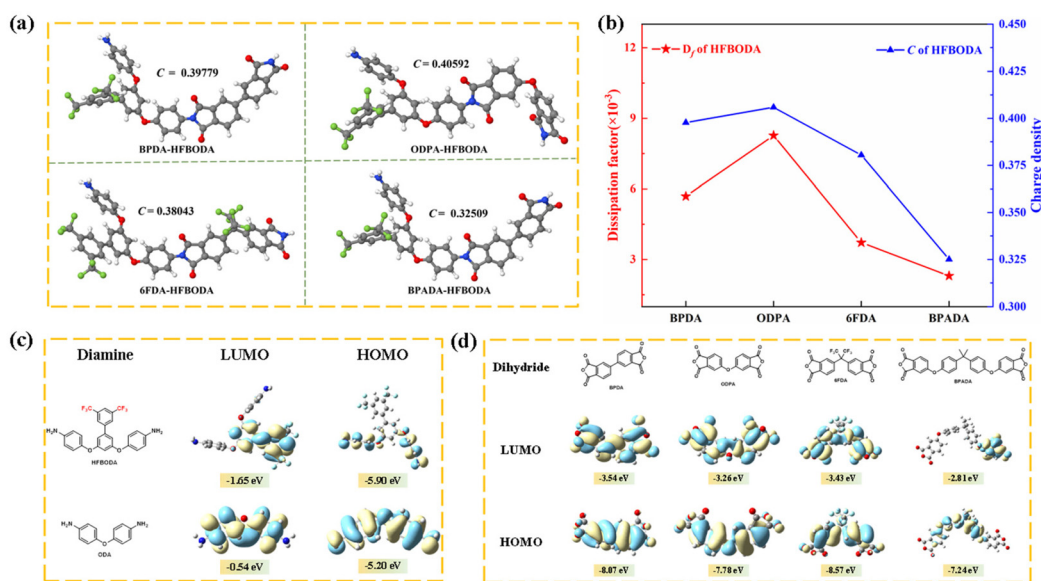 (a)
C = 0.39779
BPDA-HFBODA
C = 0.40592
ODPA-HFBODA
C = 0.38043
6FDA-HFBODA
C = 0.32509
BPADA-HFBODA
(b)
Dissipation factor(×10⁻³)
12
9
6
3
D_f of HFBODA
C of HFBODA
0.450
0.425
0.400
0.375
0.350
0.325
0.300
Charge density
BPDA ODPA 6FDA BPADA
(c)
Diamine LUMO HOMO
F₃C CF₃
H₂N O O NH₂
HFBODA
-1.65 eV -5.90 eV
H₂N O NH₂
ODA
-0.54 eV -5.20 eV
(d)
Dihydride
BPDA ODPA 6FDA BPADA
LUMO
-3.54 eV -3.26 eV -3.43 eV -2.81 eV
HOMO
-8.07 eV -7.78 eV -8.57 eV -7.24 eV